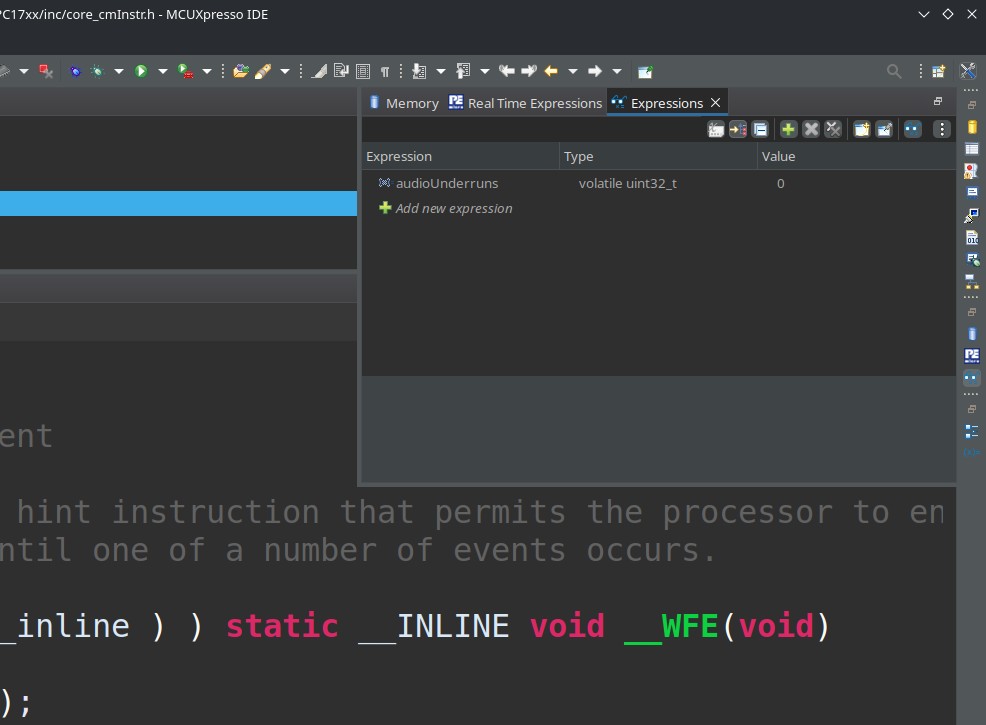 PC17xx/inc/core_cmInstr.h - MCUXpresso IDE
Memory Real Time Expressions Expressions
Expression Type Value
audioUnderruns volatile uint32_t 0
Add new expression
ent
hint instruction that permits the processor to en
ntil one of a number of events occurs.
_inline ) ) static __INLINE void __WFE(void)
);